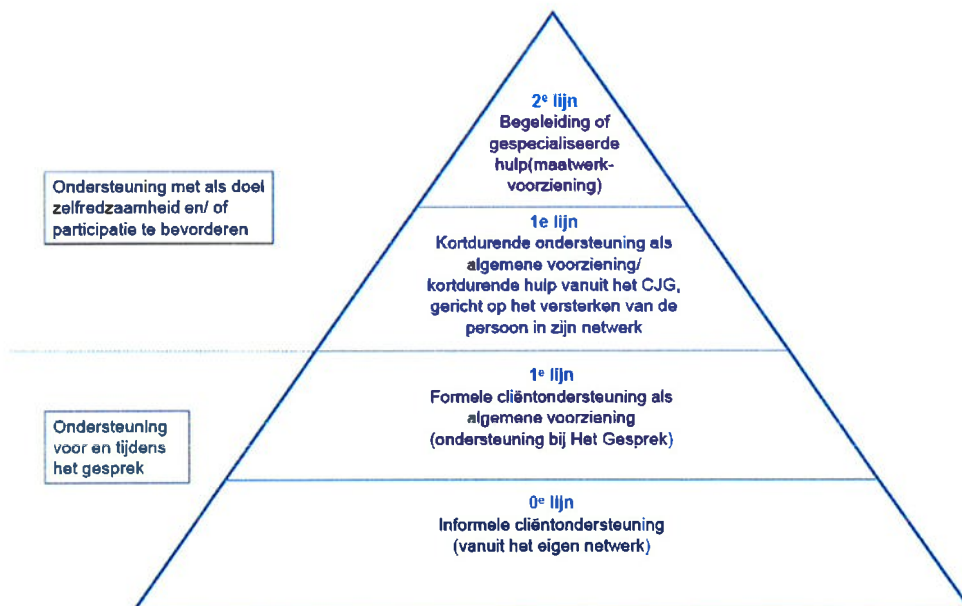 2e lijn
Begeleiding of
gespecialiseerde
hulp(maatwerk-
voorziening)
Ondersteuning met als doel
zelfredzaamheid en/ of
participatie te bevorderen
1e lijn
Kortdurende ondersteuning als
algemene voorziening/
kortdurende hulp vanuit het CJG,
gericht op het versterken van de
persoon in zijn netwerk
1e lijn
Formele cliëntondersteuning als
algemene voorziening
(ondersteuning bij Het Gesprek)
Ondersteuning
voor en tijdens
het gesprek
0e lijn
Informele cliëntondersteuning
(vanuit het eigen netwerk)